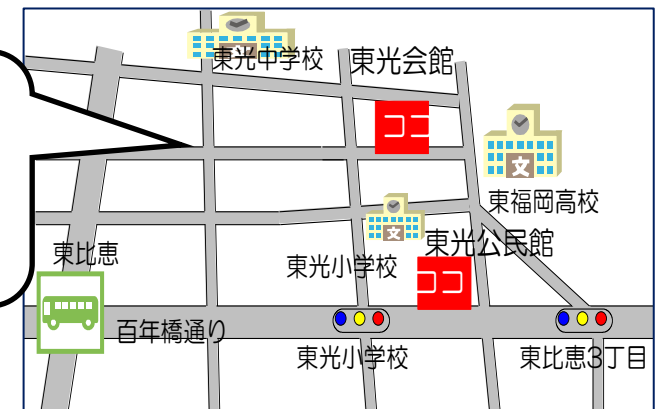 東光中学校
東光会館
ココ
文
東福岡高校
文
東光公民館
東比恵
東光小学校
ココ
百年橋通り
東光小学校
東比恵3丁目